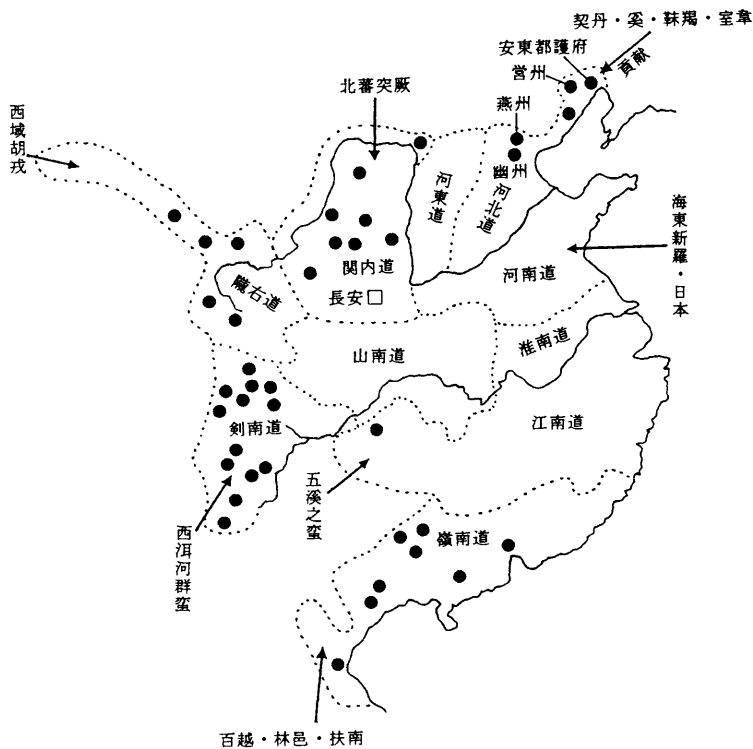 契丹・奚・靺羯・室韋
安東都護府
貢献
営州
北蕃突厥
燕州
西域胡戎
幽州
河東道
河北道
海東新羅・日本
関内道
河南道
隴右道
長安
山南道
淮南道
剣南道
江南道
五溪之蛮
西洱河群蛮
嶺南道
百越・林邑・扶南